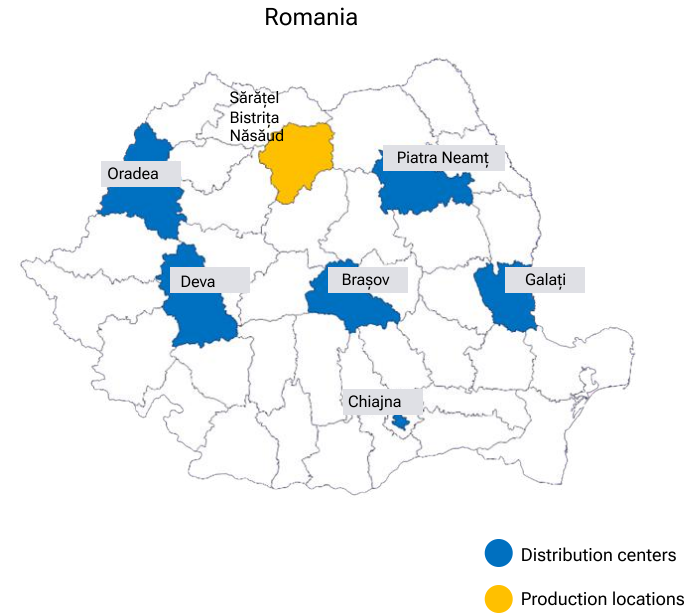 Romania
Sărățel
Bistrița
Năsăud
Piatra Neamț
Oradea
Deva
Brașov
Galați
Chiajna
Distribution centers
Production locations